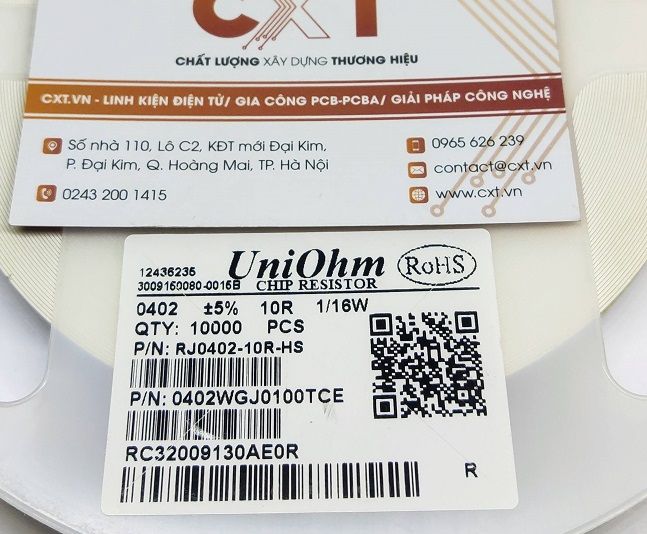 CXT
CHẤT LƯỢNG XÂY DỰNG THƯƠNG HIỆU
CXT.VN - LINH KIỆN ĐIỆN TỬ/ GIA CÔNG PCB-PCBA/ GIẢI PHÁP CÔNG NGHỆ
Số nhà 110, Lô C2, KĐT mới Đại Kim,
P. Đại Kim, Q. Hoàng Mai, TP. Hà Nội
0243 200 1415
0965 626 239
contact@cxt.vn
www.cxt.vn
12436235
3009160080-0016B
UniOhm
CHIP RESISTOR
RoHS
0402 ±5% 10R 1/16W
QTY: 10000 PCS
P/N: RJ0402-10R-HS
P/N: 0402WGJ0100TCE
RC32009130AE0R
R